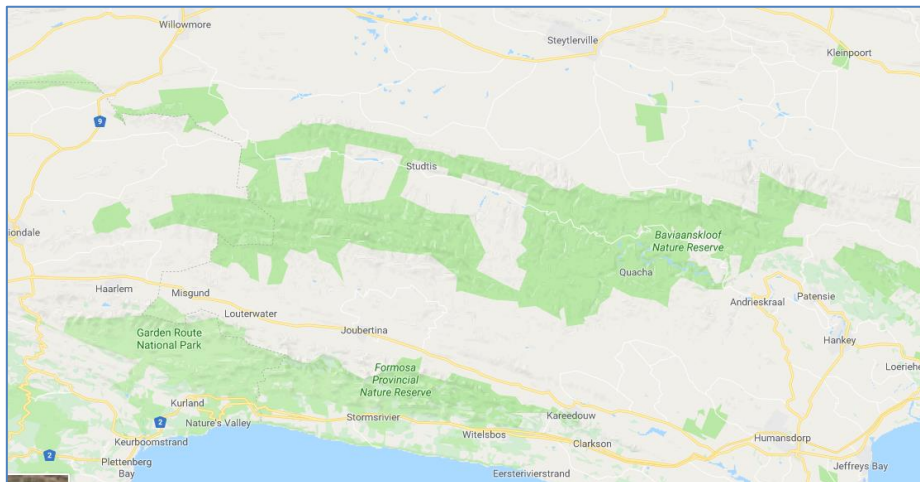 Willowmore
Steytlerville
Kleinpoort
9
Studtis
iondale
Baviaanskloof
Nature Reserve
Quacha
Haarlem
Misgund
Andrieskraal
Patensie
Louterwater
Joubertina
Garden Route
National Park
Hankey
Formosa
Provincial
Nature Reserve
Loeriehe
Kurland
2
Nature's Valley
Stormsrivier
Kareedouw
Keurboomstrand
Witelsbos
Clarkson
Humansdorp
2
Plettenberg
Bay
Eersterivierstrand
Jeffreys Bay